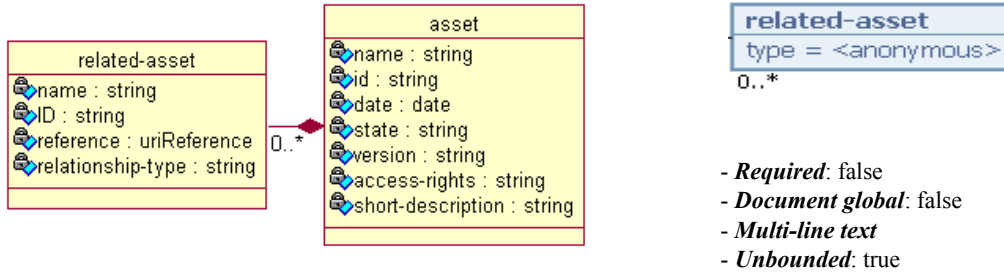 related-asset
name : string
ID : string
reference : uriReference
relationship-type : string
0..*
asset
name : string
id : string
date : date
state : string
version : string
access-rights : string
short-description : string
related-asset
type = <anonymous>
0..*
- Required: false
- Document global: false
- Multi-line text
- Unbounded: true